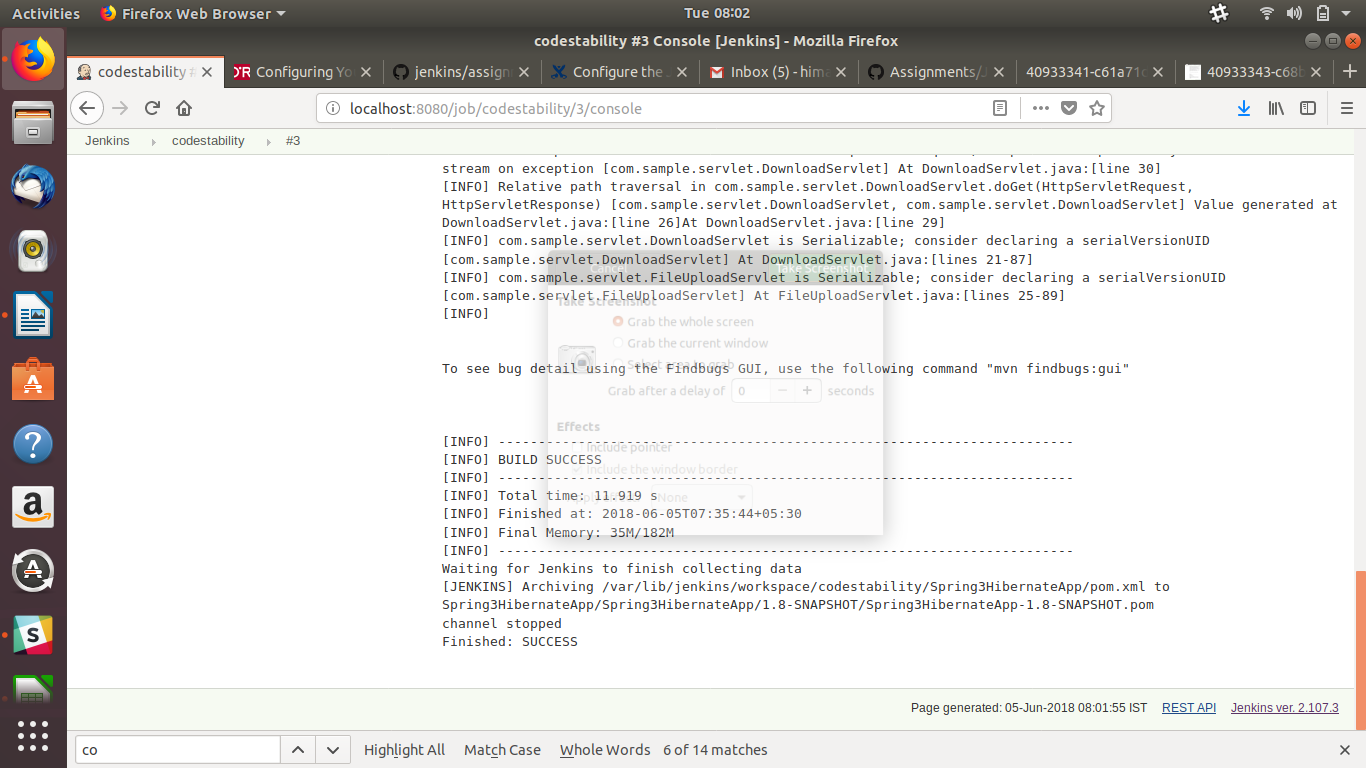 Activities Firefox Web Browser Tue 08:02
codestability #3 Console [Jenkins] - Mozilla Firefox
codestability # Configuring Yo jenkins/assign Configure the Inbox (5) - hima Assignments/J 40933341-c61a71c 40933343-c68b
localhost:8080/job/codestability/3/console
Jenkins codestability #3
stream on exception [com.sample.servlet.DownloadServlet] At DownloadServlet.java:[line 30]
[INFO] Relative path traversal in com.sample.servlet.DownloadServlet.doGet(HttpServletRequest,
HttpServletResponse) [com.sample.servlet.DownloadServlet, com.sample.servlet.DownloadServlet] Value generated at
DownloadServlet.java:[line 26]At DownloadServlet.java:[line 29]
[INFO] com.sample.servlet.DownloadServlet is Serializable; consider declaring a serialVersionUID
[com.sample.servlet.DownloadServlet] At DownloadServlet.java:[lines 21-87]
Cancel Take Screenshot
[INFO] com.sample.servlet.FileUploadServlet is Serializable; consider declaring a serialVersionUID
[com.sample.servlet.FileUploadServlet] At FileUploadServlet.java:[lines 25-89]
Take Screenshot
[INFO]
Grab the whole screen
Grab the current window
Select area to grab
To see bug detail using the Findbugs GUI, use the following command "mvn findbugs:gui"
Grab after a delay of 0 − + seconds
Effects
[INFO] ------------------------------------------------------------------------
Include pointer
[INFO] BUILD SUCCESS
Include the window border
[INFO] ------------------------------------------------------------------------
[INFO] Total time: 11.919 s
None
[INFO] Finished at: 2018-06-05T07:35:44+05:30
[INFO] Final Memory: 35M/182M
[INFO] ------------------------------------------------------------------------
Waiting for Jenkins to finish collecting data
[JENKINS] Archiving /var/lib/jenkins/workspace/codestability/Spring3HibernateApp/pom.xml to
Spring3HibernateApp/Spring3HibernateApp/1.8-SNAPSHOT/Spring3HibernateApp-1.8-SNAPSHOT.pom
channel stopped
Finished: SUCCESS
Page generated: 05-Jun-2018 08:01:55 IST REST API Jenkins ver. 2.107.3
co Highlight All Match Case Whole Words 6 of 14 matches